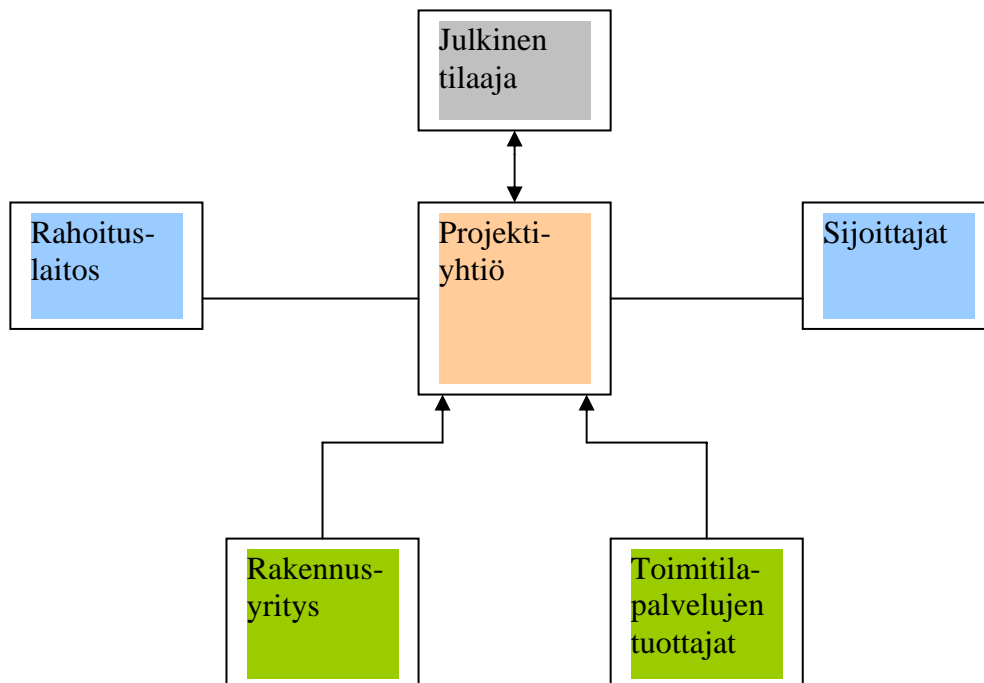 Julkinen
tilaaja
Rahoitus-
laitos
Projekti-
yhtiö
Sijoittajat
Rakennus-
yritys
Toimitila-
palvelujen
tuottajat